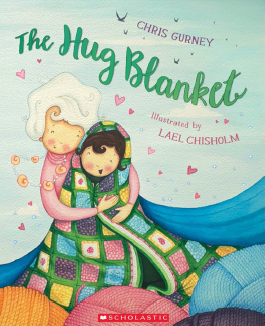 CHRIS GURNEY
The Hug Blanket
Illustrated by
LAEL CHISHOLM
SCHOLASTIC